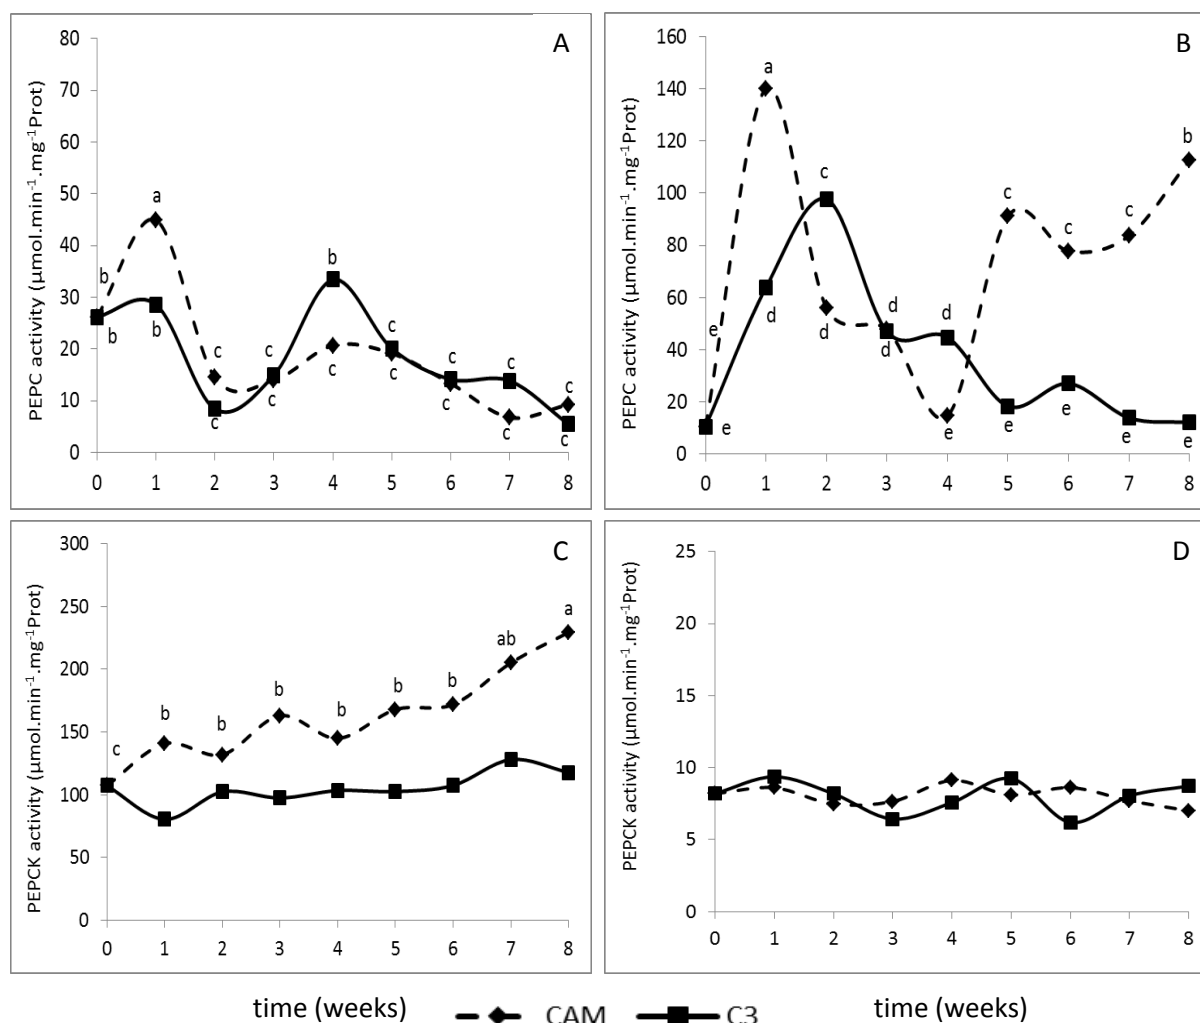 A
PEPC activity (µmol.min⁻¹.mg⁻¹Prot)
80
70
60
50
40
30
20
10
0
b
b
a
b
c
c
c
c
b
c
c
c
c
c
c
c
c
c
0 1 2 3 4 5 6 7 8
B
PEPC activity (µmol.min⁻¹.mg⁻¹Prot)
160
140
120
100
80
60
40
20
0
e
e
a
d
c
d
d
d
d
e
c
e
c
e
c
e
b
e
0 1 2 3 4 5 6 7 8
C
PEPCK activity (µmol.min⁻¹.mg⁻¹Prot)
300
250
200
150
100
50
0
c
b
b
b
b
b
b
ab
a
0 1 2 3 4 5 6 7 8
D
PEPCK activity (µmol.min⁻¹.mg⁻¹Prot)
25
20
15
10
5
0
0 1 2 3 4 5 6 7 8
time (weeks) CAM C3 time (weeks)